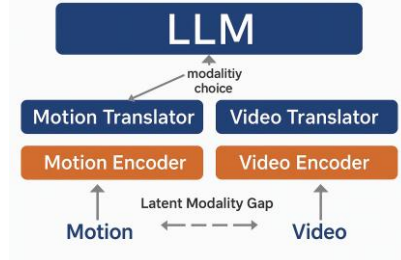 LLM
modalitiy
choice
Motion Translator
Video Translator
Motion Encoder
Video Encoder
Latent Modality Gap
Motion
Video